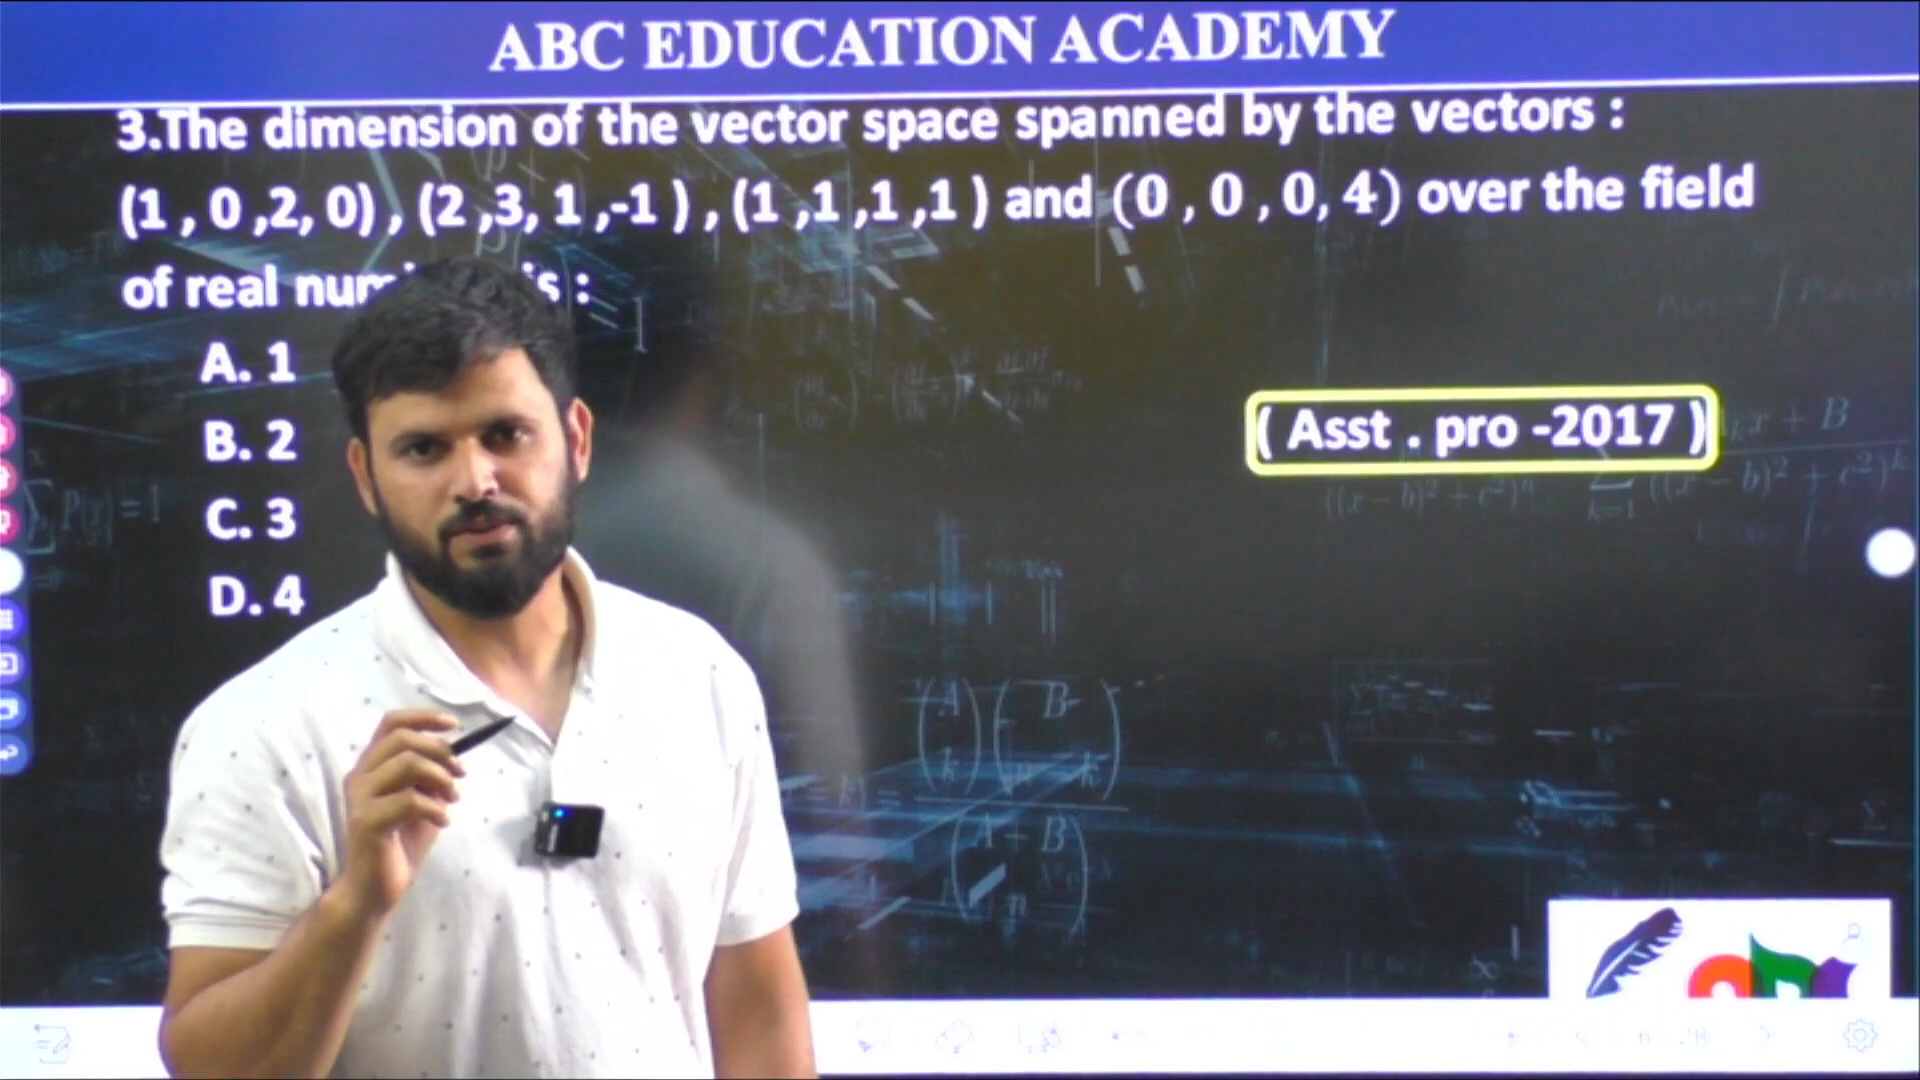 ABC EDUCATION ACADEMY
3.The dimension of the vector space spanned by the vectors :
(1 , 0 ,2, 0) , (2 ,3, 1 ,-1 ) , (1 ,1 ,1 ,1 ) and (0 , 0 , 0, 4) over the field
of real is :
A. 1
B. 2
C. 3
D. 4
( Asst . pro -2017 )